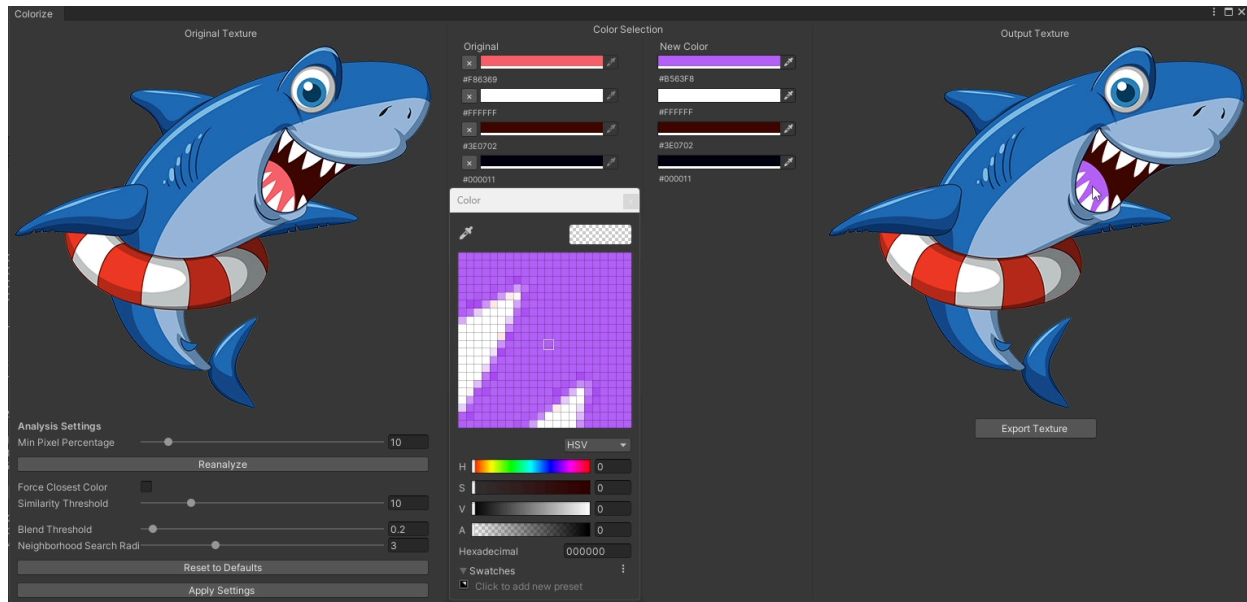 Colorize
Original Texture
Color Selection
Output Texture
Original
New Color
#F86369
#B563F8
#FFFFFF
#FFFFFF
#3E0702
#3E0702
#000011
#000011
Color
HSV
H 0
S 0
V 0
A 0
Hexadecimal 000000
Swatches
Click to add new preset
Analysis Settings
Min Pixel Percentage 10
Reanalyze
Force Closest Color
Similarity Threshold 10
Blend Threshold 0.2
Neighborhood Search Radi 3
Reset to Defaults
Apply Settings
Export Texture